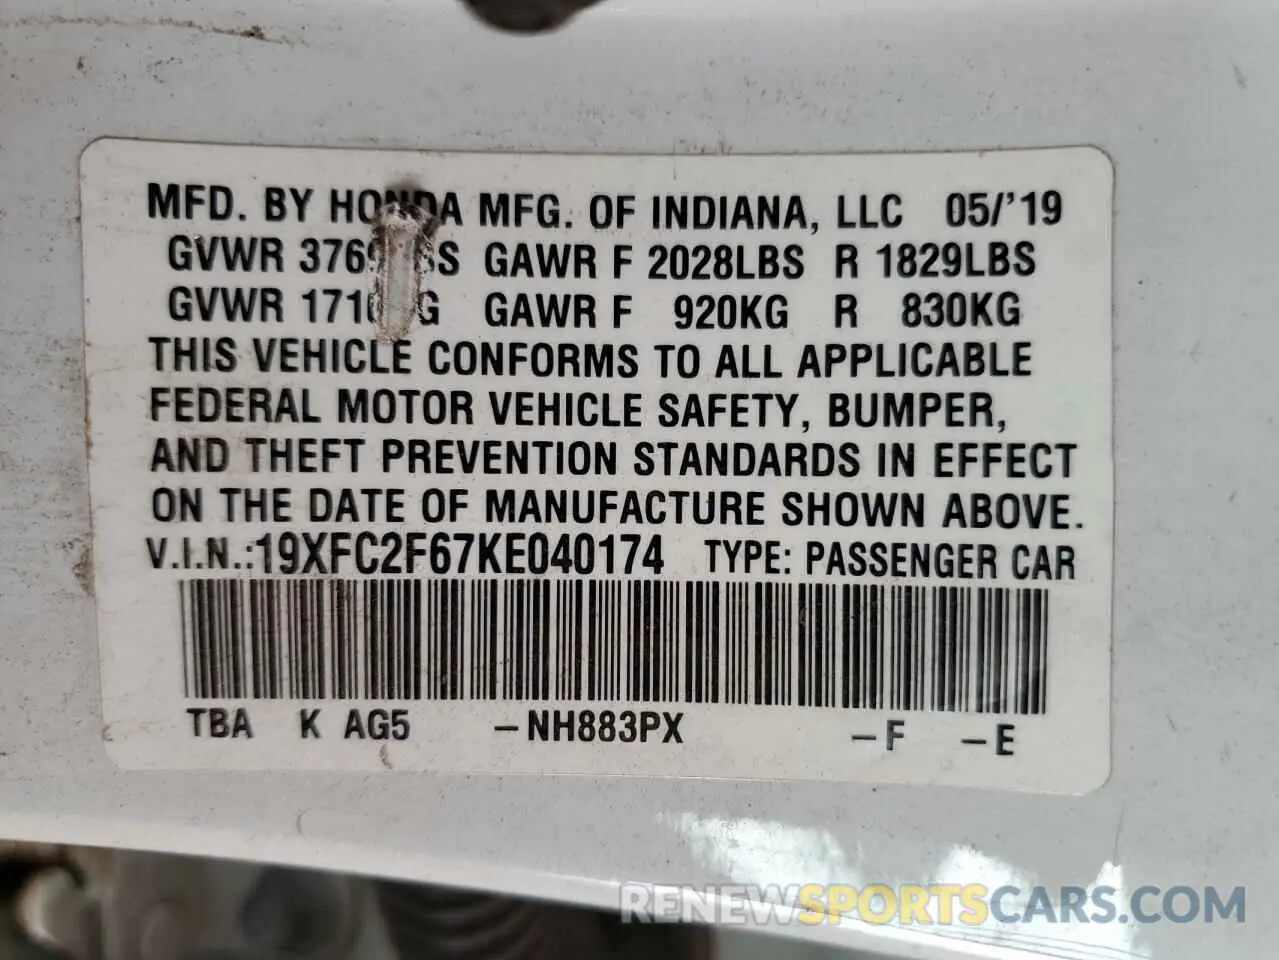 MFD. BY HONDA MFG. OF INDIANA, LLC 05/'19
GVWR GAWR F 2028LBS R 1829LBS
GVWR GAWR F 920KG R 830KG
THIS VEHICLE CONFORMS TO ALL APPLICABLE
FEDERAL MOTOR VEHICLE SAFETY, BUMPER,
AND THEFT PREVENTION STANDARDS IN EFFECT
ON THE DATE OF MANUFACTURE SHOWN ABOVE.
V.I.N.:19XFC2F67KE040174 TYPE: PASSENGER CAR
TBA K AG5 -NH883PX -F -E
RENEWSPORTSCARS.COM